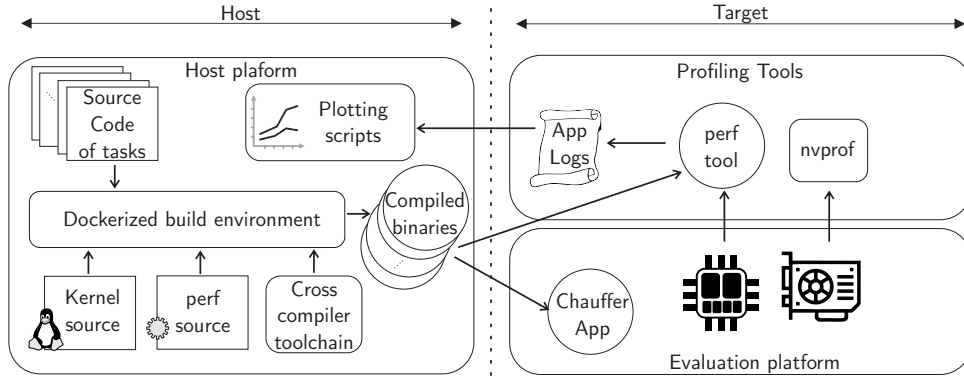 Host
Target
Host plaform
Source
Code
of tasks
Plotting
scripts
Dockerized build environment
Compiled
binaries
Kernel
source
perf
source
Cross
compiler
toolchain
Profiling Tools
App
Logs
perf
tool
nvprof
Chauffer
App
Evaluation platform